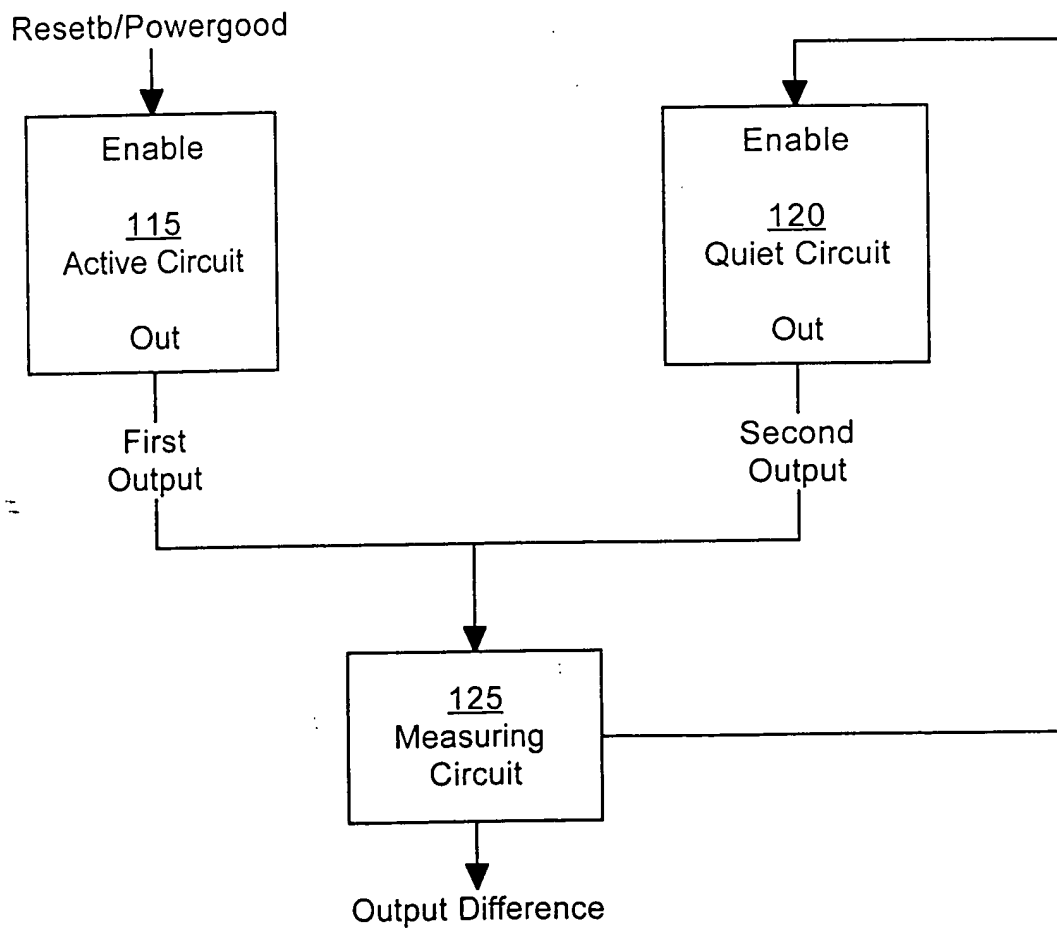 Resetb/Powergood
Enable
115
Active Circuit
Out
First
Output
Enable
120
Quiet Circuit
Out
Second
Output
125
Measuring
Circuit
Output Difference